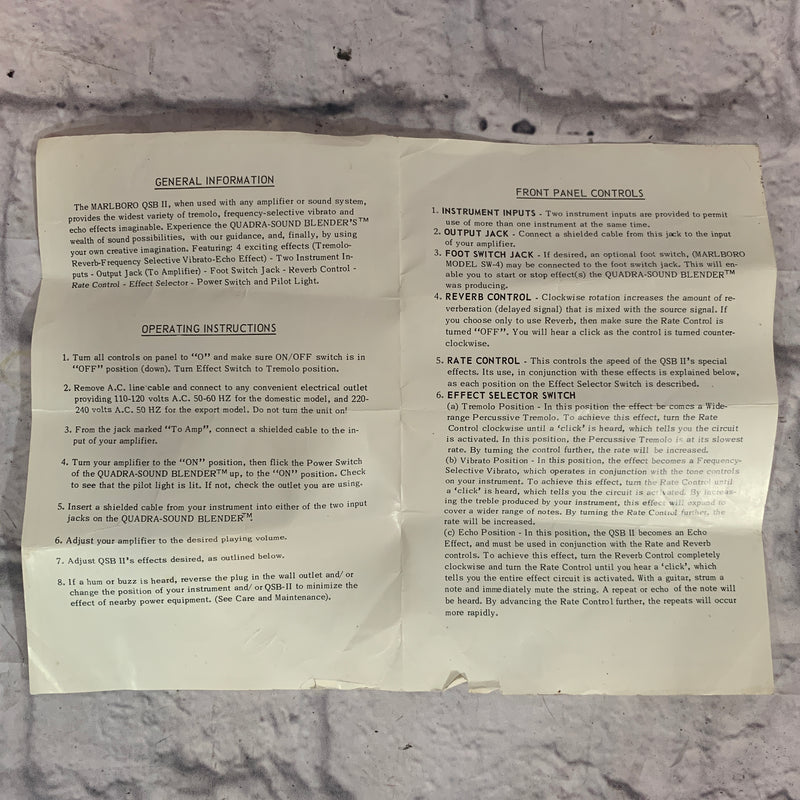 GENERAL INFORMATION
The MARLBORO QSB II, when used with any amplifier or sound system,
provides the widest variety of tremolo, frequency-selective vibrato and
echo effects imaginable. Experience the QUADRA-SOUND BLENDER'S™
wealth of sound possibilities, with our guidance, and, finally, by using
your own creative imagination. Featuring: 4 exciting effects (Tremolo-
Reverb-Frequency Selective Vibrato-Echo Effect) - Two Instrument In-
puts - Output Jack (To Amplifier) - Foot Switch Jack - Reverb Control -
Rate Control - Effect Selector - Power Switch and Pilot Light.
OPERATING INSTRUCTIONS
1. Turn all controls on panel to "O" and make sure ON/OFF switch is in
"OFF" position (down). Turn Effect Switch to Tremolo position.
2. Remove A.C. line cable and connect to any convenient electrical outlet
providing 110-120 volts A.C. 50-60 HZ for the domestic model, and 220-
240 volts A.C. 50 HZ for the export model. Do not turn the unit on!
3. From the jack marked "To Amp", connect a shielded cable to the in-
put of your amplifier.
4. Turn your amplifier to the "ON" position, then flick the Power Switch
of the QUADRA-SOUND BLENDER™ up, to the "ON" position. Check
to see that the pilot light is lit. If not, check the outlet you are using.
5. Insert a shielded cable from your instrument into either of the two input
jacks on the QUADRA-SOUND BLENDER™.
6. Adjust your amplifier to the desired playing volume.
7. Adjust QSB II's effects desired, as outlined below.
8. If a hum or buzz is heard, reverse the plug in the wall outlet and/or
change the position of your instrument and/or QSB-II to minimize the
effect of nearby power equipment. (See Care and Maintenance).
FRONT PANEL CONTROLS
1. INSTRUMENT INPUTS - Two instrument inputs are provided to permit
use of more than one instrument at the same time.
2. OUTPUT JACK - Connect a shielded cable from this jack to the input
of your amplifier.
3. FOOT SWITCH JACK - If desired, an optional foot switch, (MARLBORO
MODEL SW-4) may be connected to the foot switch jack. This will en-
able you to start or stop effect(s) the QUADRA-SOUND BLENDER™
was producing.
4. REVERB CONTROL - Clockwise rotation increases the amount of re-
verberation (delayed signal) that is mixed with the source signal. If
you choose only to use Reverb, then make sure the Rate Control is
turned "OFF". You will hear a click as the control is turned counter-
clockwise.
5. RATE CONTROL - This controls the speed of the QSB II's special
effects. Its use, in conjunction with these effects is explained below,
as each position on the Effect Selector Switch is described.
6. EFFECT SELECTOR SWITCH
(a) Tremolo Position - In this position the effect be comes a Wide-
range Percussive Tremolo. To achieve this effect, turn the Rate
Control clockwise until a 'click' is heard, which tells you the circuit
is activated. In this position, the Percussive Tremolo is at its slowest
rate. By turning the control further, the rate will be increased.
(b) Vibrato Position - In this position, the effect becomes a Frequency-
Selective Vibrato, which operates in conjunction with the tone controls
on your instrument. To achieve this effect, turn the Rate Control until
a 'click' is heard, which tells you the circuit is activated. By increas-
ing the treble produced by your instrument, this effect will expand to
cover a wider range of notes. By turning the Rate Control further, the
rate will be increased.
(c) Echo Position - In this position, the QSB II becomes an Echo
Effect, and must be used in conjunction with the Rate and Reverb
controls. To achieve this effect, turn the Reverb Control completely
clockwise and turn the Rate Control until you hear a 'click', which
tells you the entire effect circuit is activated. With a guitar, strum a
note and immediately mute the string. A repeat or echo of the note will
be heard. By advancing the Rate Control further, the repeats will occur
more rapidly.